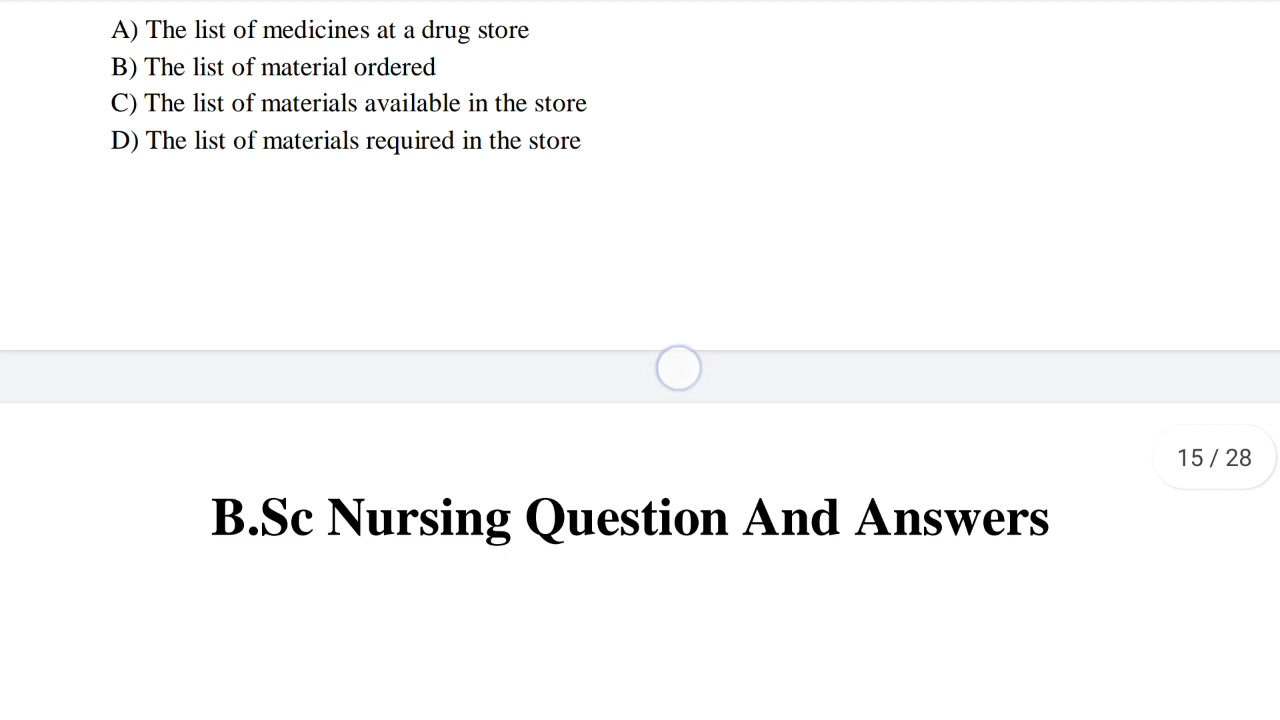 A) The list of medicines at a drug store
B) The list of material ordered
C) The list of materials available in the store
D) The list of materials required in the store
15 / 28
B.Sc Nursing Question And Answers